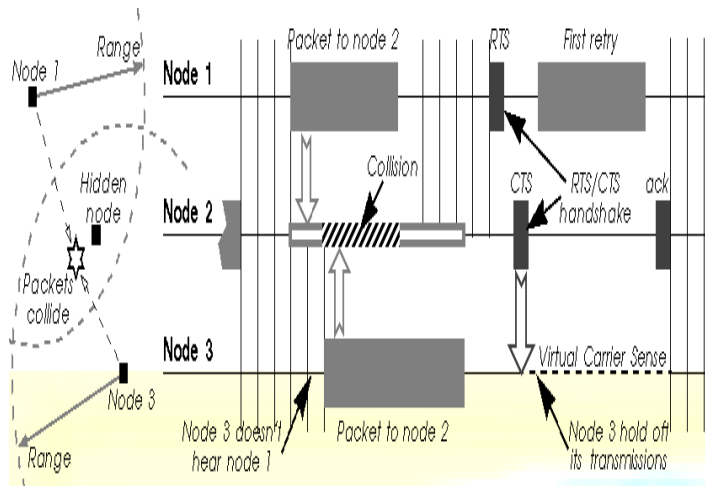 Range
Node 1
Hidden
node
Packets
collide
Node 3
Range
Packet to node 2
RTS
First retry
Node 1
Collision
CTS
RTS/CTS
handshake
ack
Node 2
Node 3
Virtual Carrier Sense
Node 3 doesn't
hear node 1
Packet to node 2
Node 3 hold off
its transmissions